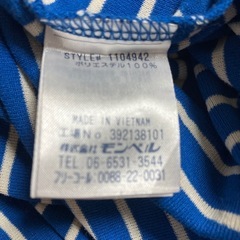 STYLE# 1104942
ポリエステル100%
MADE IN VIETNAM
工場No. 392138101
株式会社モンベル
TEL 06-6531-3544
フリーコール 0088-22-0031